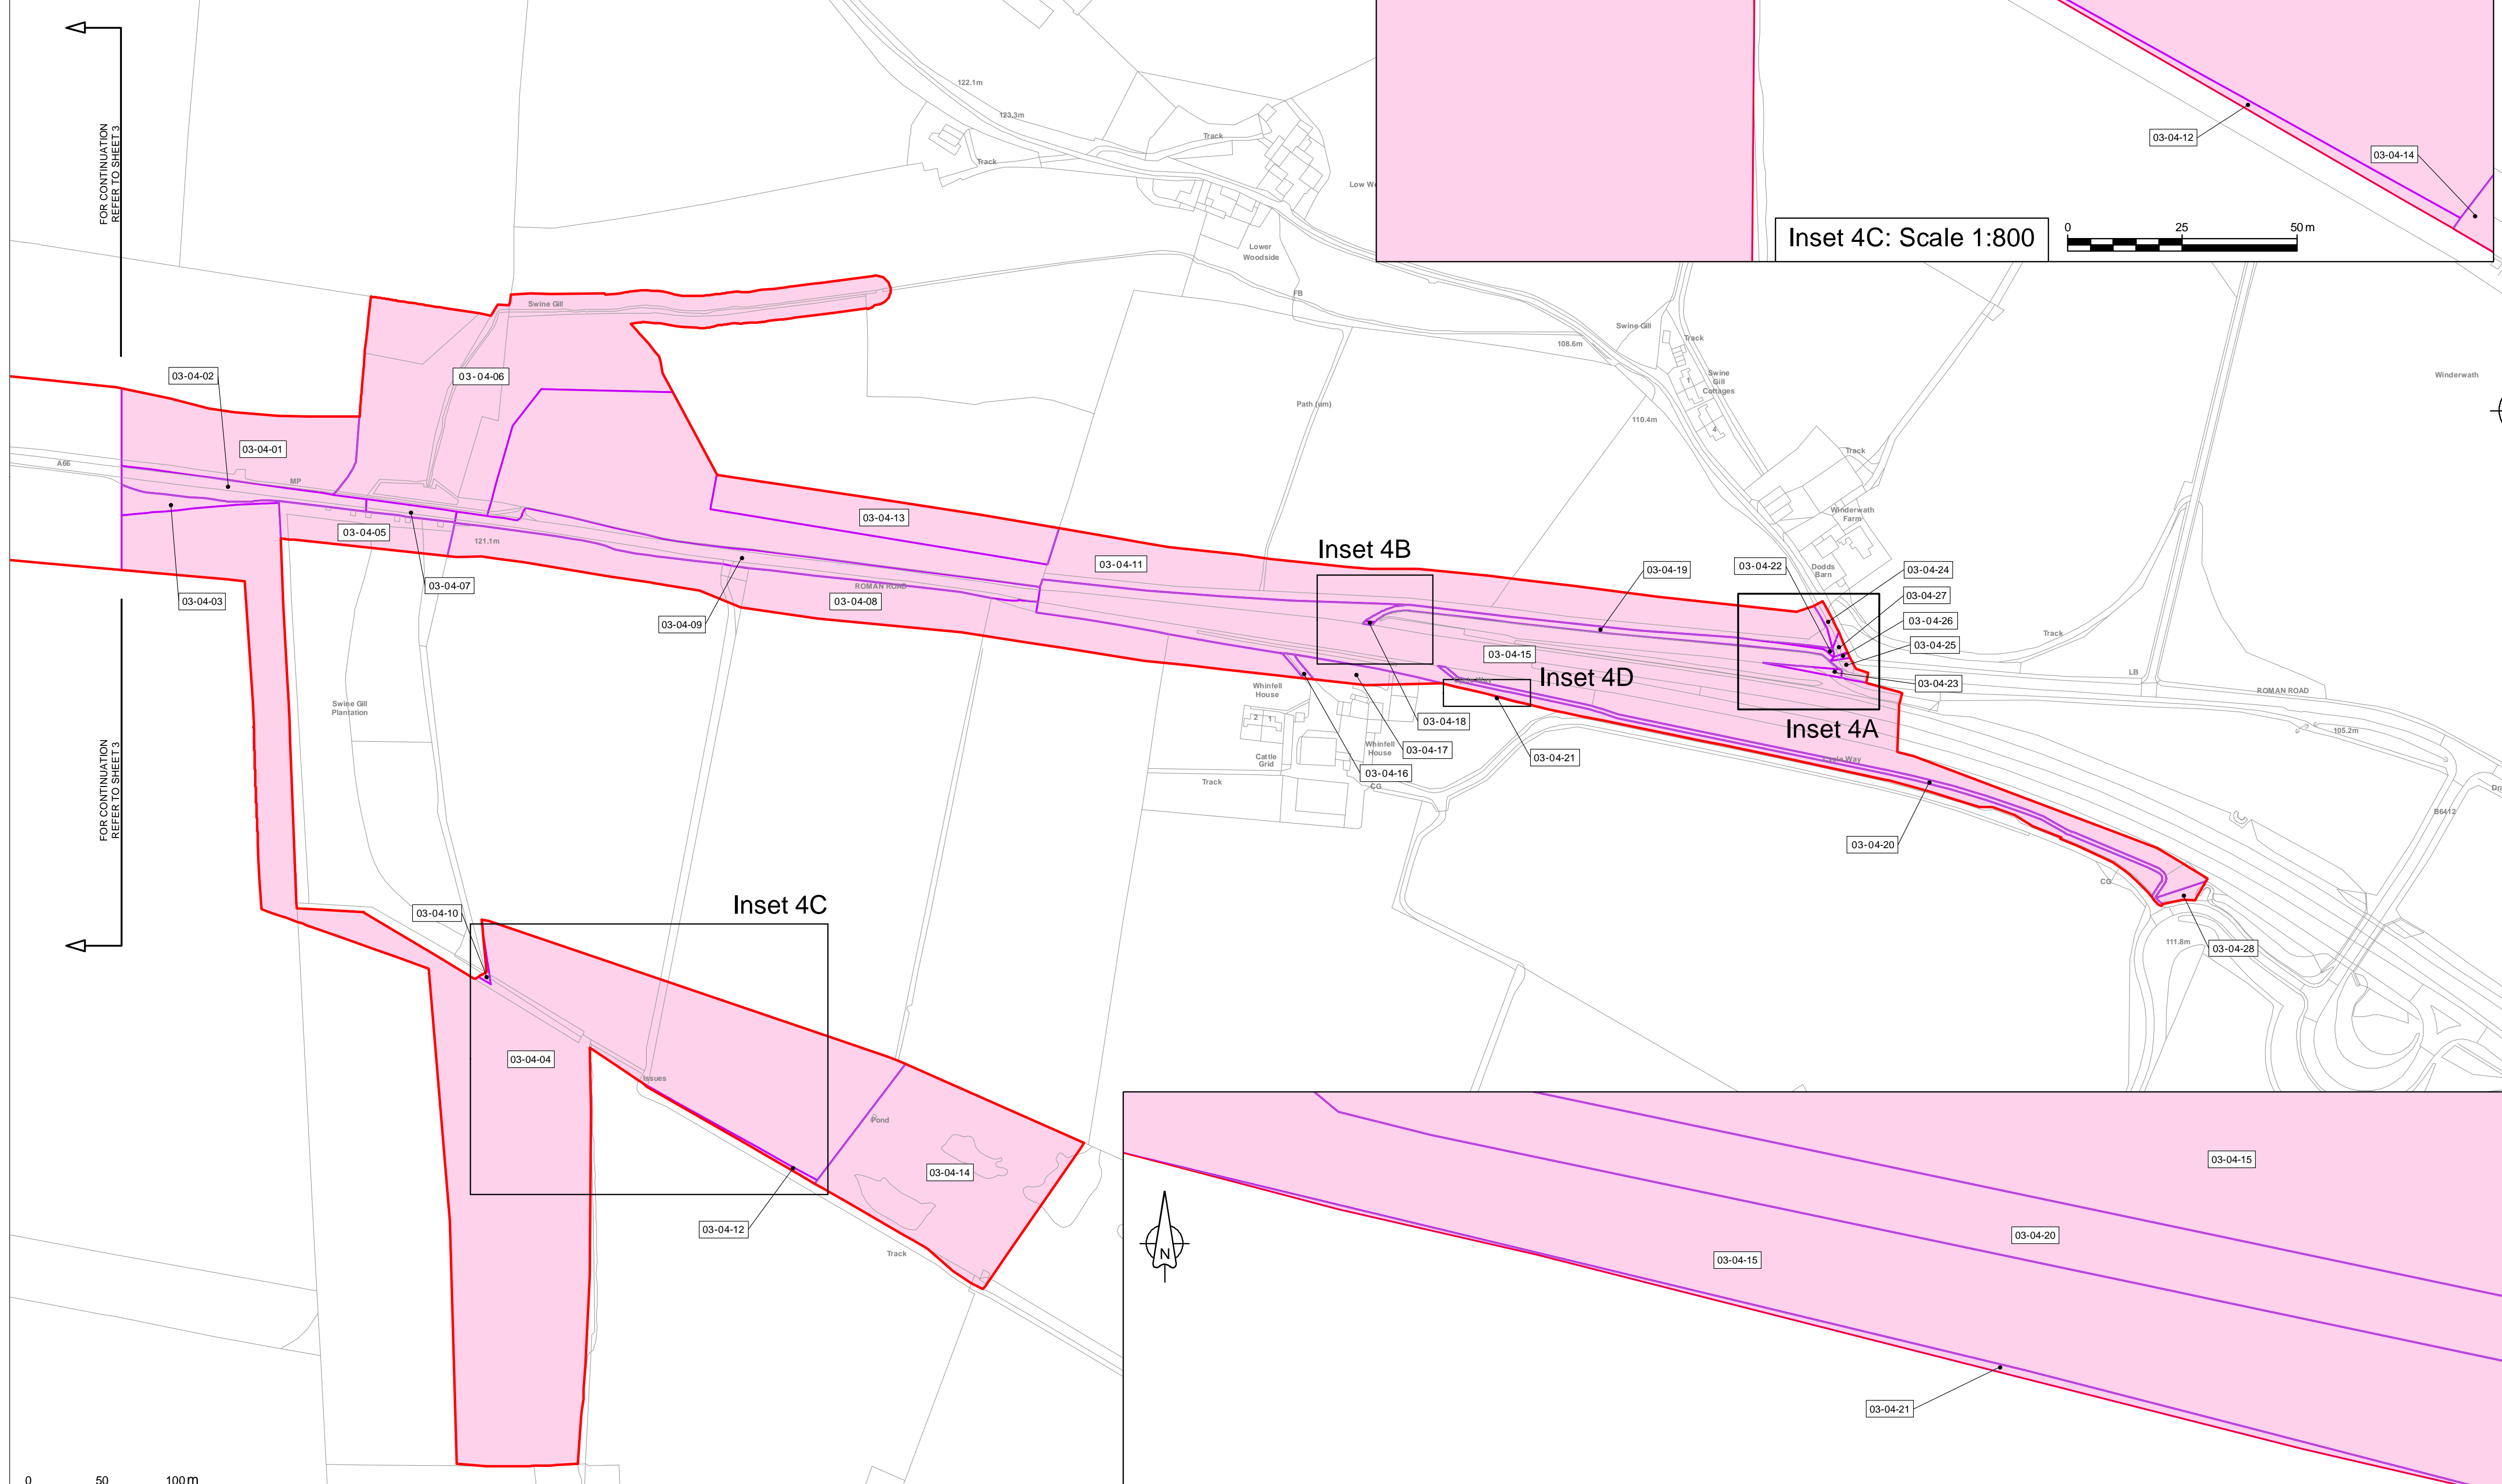 FOR CONTINUATION
REFER TO SHEET 3
122.1m
123.3m
Track
Track
03-04-12
03-04-14
Low W
Inset 4C: Scale 1:800
0 25 50 m
Lower
Woodside
FB
Swine Gill
Swine Gill
Track
108.6m
03-04-02
03-04-06
1
Swine
Gill
Cottages
4
Winderwath
Path (um)
110.4m
03-04-01
A66
MP
Track
03-04-13
Winderwath
Farm
03-04-05
121.1m
Inset 4B
03-04-11
03-04-19
03-04-22
Dodds
Barn
03-04-24
03-04-07
ROMAN ROAD
03-04-03
03-04-08
03-04-27
03-04-09
03-04-26
Track
03-04-25
03-04-15
LB
Inset 4D
Cycle Way
03-04-23
ROMAN ROAD
Whinfell
House
2 1
03-04-18
Inset 4A
105.2m
Swine Gill
Plantation
Whinfell
House
03-04-17
03-04-21
Cattle
Grid
03-04-16
Cycle Way
Track
CG
Dra
B6412
FOR CONTINUATION
REFER TO SHEET 3
03-04-20
CG
03-04-10
Inset 4C
03-04-28
111.8m
03-04-04
Issues
Pond
03-04-14
03-04-12
Track
03-04-15
03-04-20
03-04-15
N
03-04-21
0 50 100 m